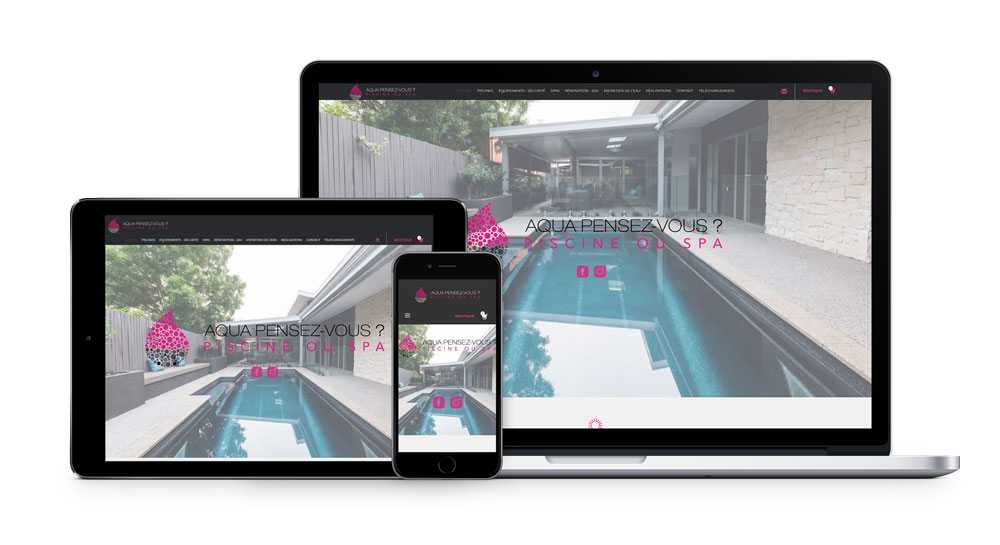 AQUA PENSEZ-VOUS ?
PISCINE OU SPA
ACCUEIL PISCINES ÉQUIPEMENTS - SÉCURITÉ SPAS RÉNOVATION - SAV ENTRETIEN DE L'EAU RÉALISATIONS CONTACT TÉLÉCHARGEMENTS
BOUTIQUE
AQUA PENSEZ-VOUS ?
PISCINE OU SPA
AQUA PENSEZ-VOUS ?
PISCINE OU SPA
PISCINES ÉQUIPEMENTS - SÉCURITÉ SPAS RÉNOVATION - SAV ENTRETIEN DE L'EAU RÉALISATIONS CONTACT TÉLÉCHARGEMENTS
BOUTIQUE
AQUA PENSEZ-VOUS ?
PISCINE OU SPA
AQUA PENSEZ-VOUS ?
PISCINE OU SPA
BOUTIQUE
AQUA PENSEZ-VOUS ?
PISCINE OU SPA